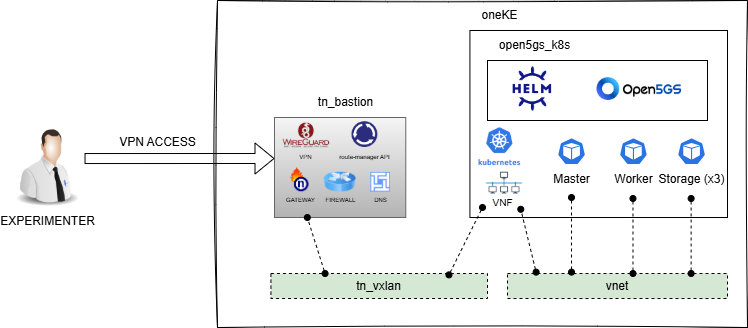 oneKE
open5gs_k8s
HELM
Open5GS
tn_bastion
WIREGUARD
VPN
route-manager API
GATEWAY
FIREWALL
DNS
VPN ACCESS
EXPERIMENTER
kubernetes
VNF
Master
Worker
Storage (x3)
tn_vxlan
vnet